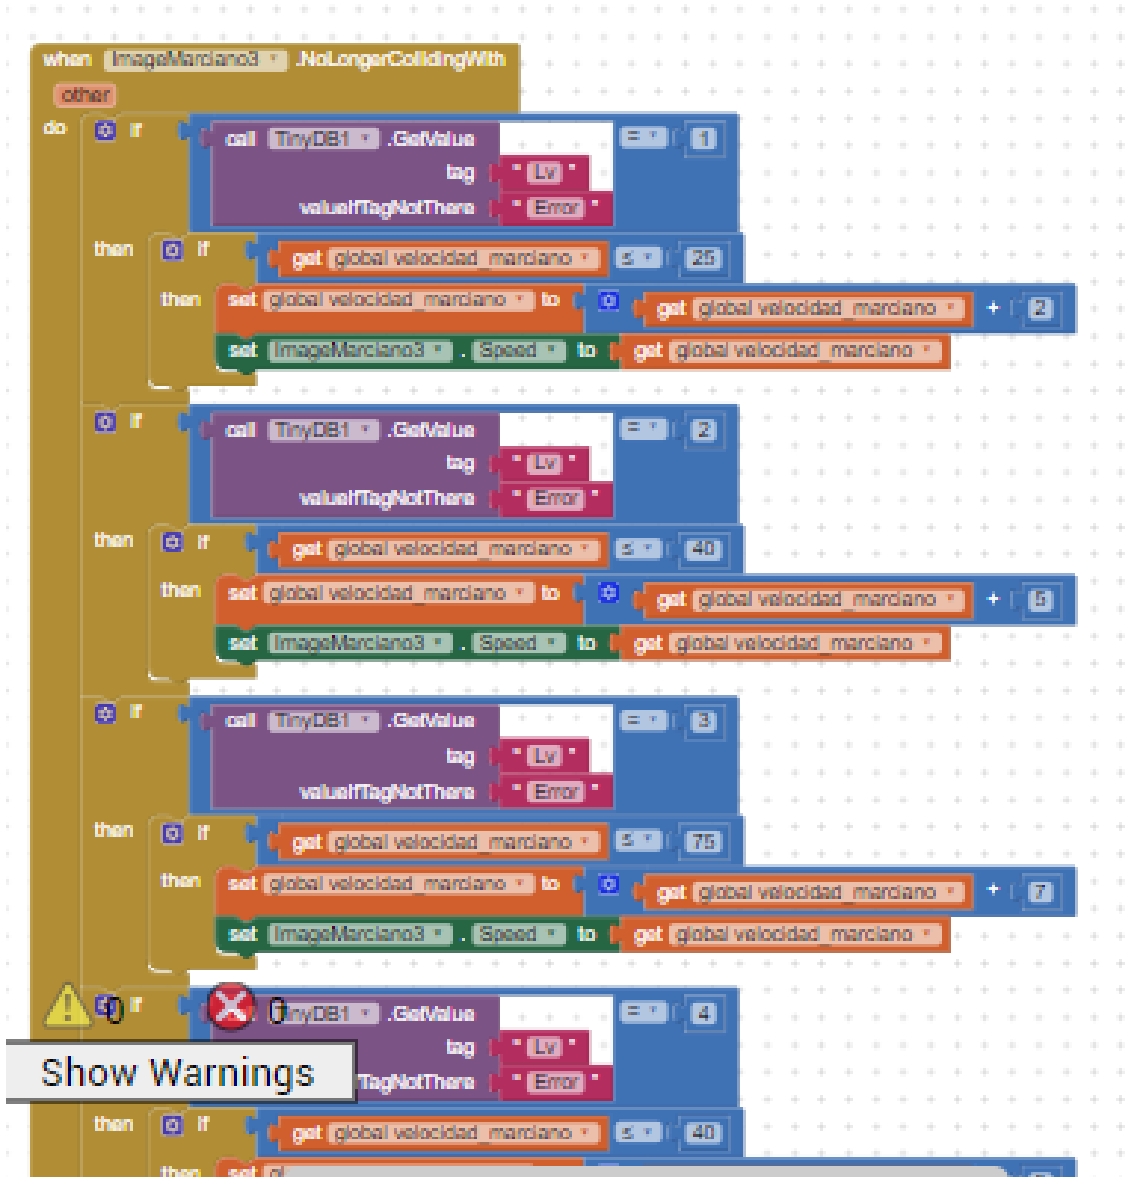 when ImageMarciano3 .NoLongerCollidingWith
other
do if call TinyDB1 .GetValue = 1
tag " Lv "
valueIfTagNotThere " Error "
then if get global velocidad_marciano ≤ 25
then set global velocidad_marciano to get global velocidad_marciano + 2
set ImageMarciano3 . Speed to get global velocidad_marciano
if call TinyDB1 .GetValue = 2
tag " Lv "
valueIfTagNotThere " Error "
then if get global velocidad_marciano ≤ 40
then set global velocidad_marciano to get global velocidad_marciano + 5
set ImageMarciano3 . Speed to get global velocidad_marciano
if call TinyDB1 .GetValue = 3
tag " Lv "
valueIfTagNotThere " Error "
then if get global velocidad_marciano ≤ 75
then set global velocidad_marciano to get global velocidad_marciano + 7
set ImageMarciano3 . Speed to get global velocidad_marciano
0 if 0 inyDB1 .GetValue = 4
tag " Lv "
Show Warnings fTagNotThere " Error "
then if get global velocidad_marciano ≤ 40
then set gl